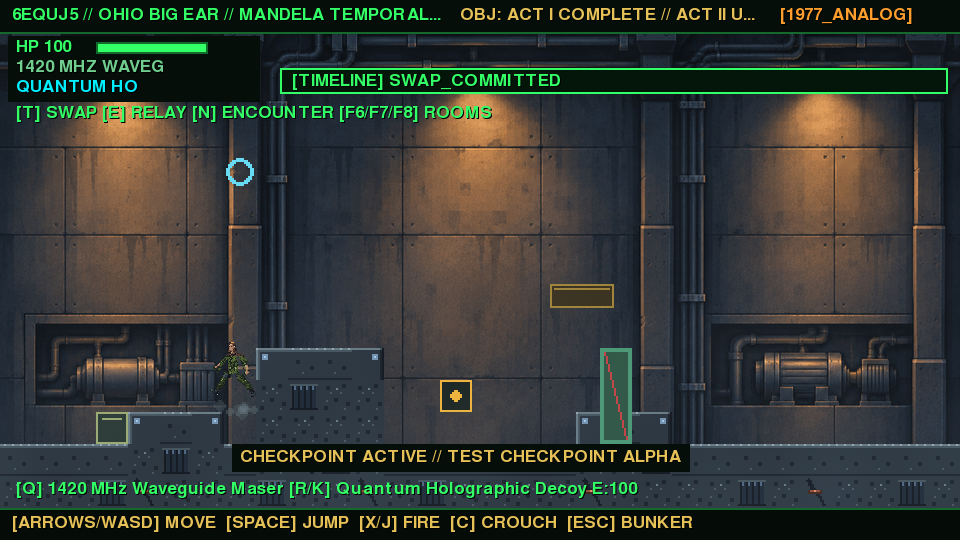 6EQUJ5 // OHIO BIG EAR // MANDELA TEMPORAL... OBJ: ACT I COMPLETE // ACT II U... [1977_ANALOG]
HP 100
1420 MHZ WAVEG
QUANTUM HO
[TIMELINE] SWAP_COMMITTED
[T] SWAP [E] RELAY [N] ENCOUNTER [F6/F7/F8] ROOMS
CHECKPOINT ACTIVE // TEST CHECKPOINT ALPHA
[Q] 1420 MHz Waveguide Maser [R/K] Quantum Holographic Decoy E:100
[ARROWS/WASD] MOVE [SPACE] JUMP [X/J] FIRE [C] CROUCH [ESC] BUNKER